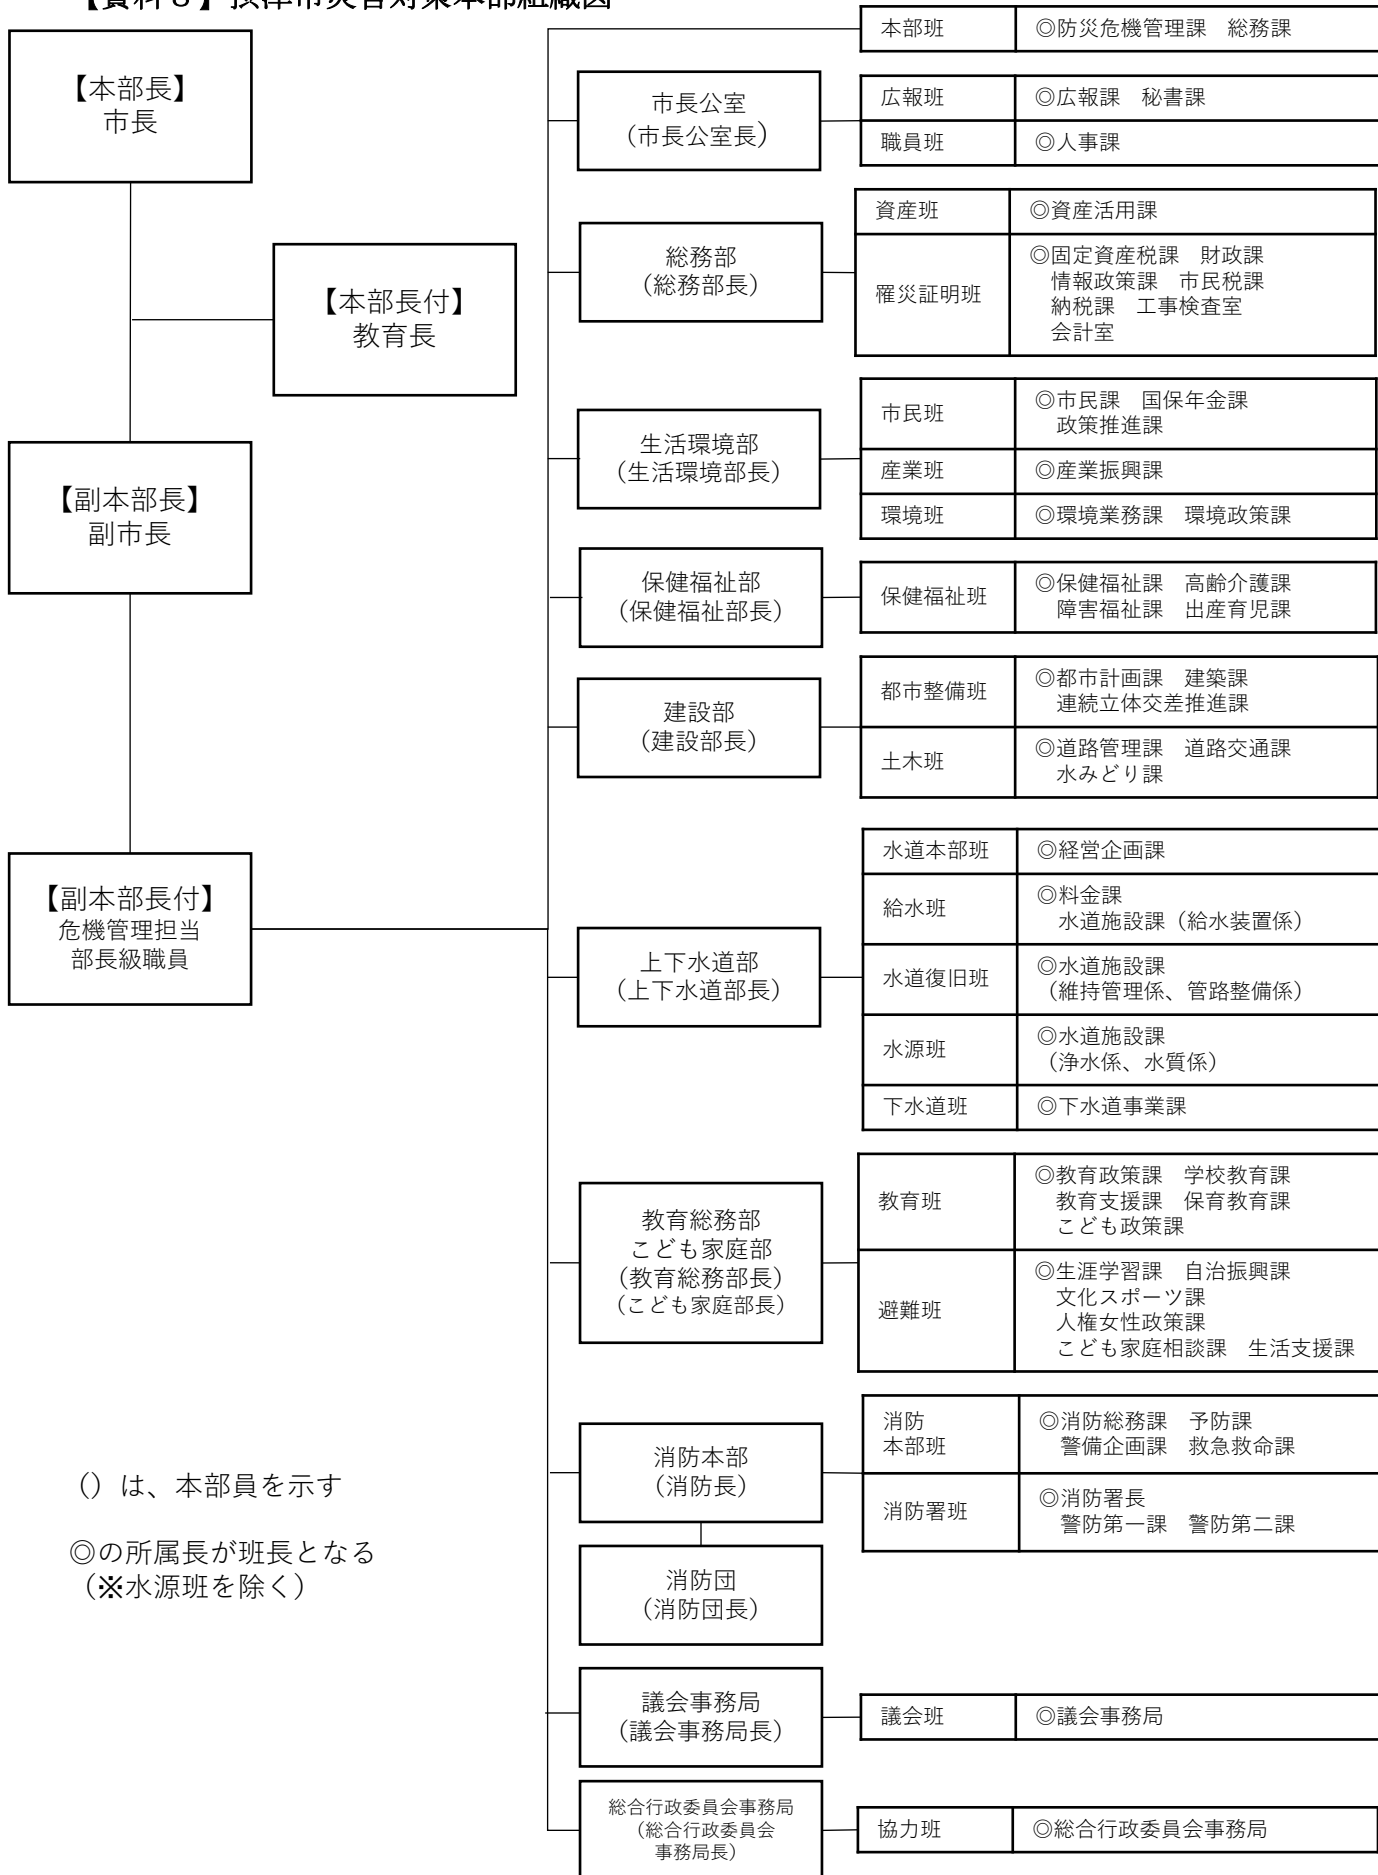 組織図
【本部長】
市長
【本部長付】
教育長
【副本部長】
副市長
【副本部長付】
危機管理担当
部長級職員
本部班 ◎防災危機管理課 総務課
市長公室
(市長公室長)
広報班 ◎広報課 秘書課
職員班 ◎人事課
総務部
(総務部長)
資産班 ◎資産活用課
罹災証明班
◎固定資産税課 財政課
情報政策課 市民税課
納税課 工事検査室
会計室
生活環境部
(生活環境部長)
市民班
◎市民課 国保年金課
政策推進課
産業班 ◎産業振興課
環境班 ◎環境業務課 環境政策課
保健福祉部
(保健福祉部長)
保健福祉班
◎保健福祉課 高齢介護課
障害福祉課 出産育児課
建設部
(建設部長)
都市整備班
◎都市計画課 建築課
連続立体交差推進課
土木班
◎道路管理課 道路交通課
水みどり課
上下水道部
(上下水道部長)
水道本部班 ◎経営企画課
給水班
◎料金課
水道施設課(給水装置係)
水道復旧班
◎水道施設課
(維持管理係、管路整備係)
水源班
◎水道施設課
(浄水係、水質係)
下水道班 ◎下水道事業課
教育総務部
こども家庭部
(教育総務部長)
(こども家庭部長)
教育班
◎教育政策課 学校教育課
教育支援課 保育教育課
こども政策課
避難班
◎生涯学習課 自治振興課
文化スポーツ課
人権女性政策課
こども家庭相談課 生活支援課
消防本部
(消防長)
消防
本部班
◎消防総務課 予防課
警備企画課 救急救命課
消防署班
◎消防署長
警防第一課 警防第二課
消防団
(消防団長)
議会事務局
(議会事務局長)
議会班 ◎議会事務局
総合行政委員会事務局
(総合行政委員会
事務局長)
協力班 ◎総合行政委員会事務局
()は、本部員を示す
◎の所属長が班長となる
(※水源班を除く)